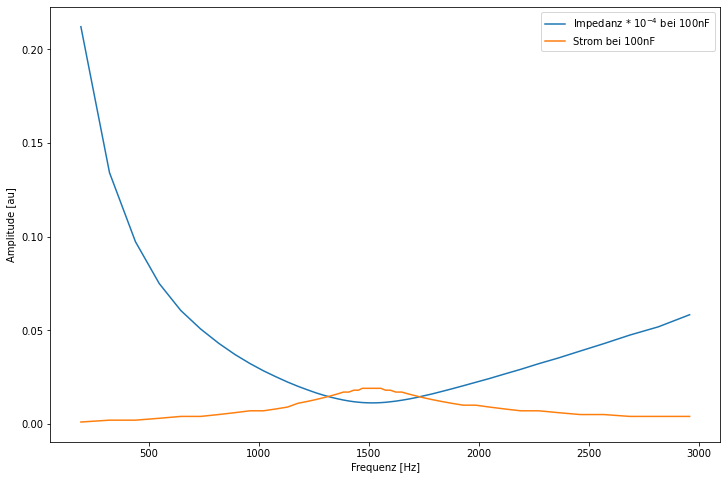 Impedanz * 10⁻⁴ bei 100nF
Strom bei 100nF
0.20
0.15
0.10
0.05
0.00
Amplitude [au]
500 1000 1500 2000 2500 3000
Frequenz [Hz]